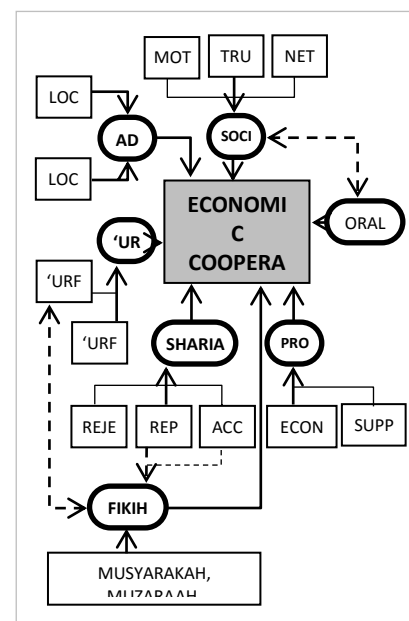 MOT
TRU
NET
LOC
AD
SOCI
LOC
ECONOMI
C
COOPERA
ORAL
‘UR
‘URF
‘URF
SHARIA
PRO
REJE
REP
ACC
ECON
SUPP
FIKIH
MUSYARAKAH,
MUZARAAH